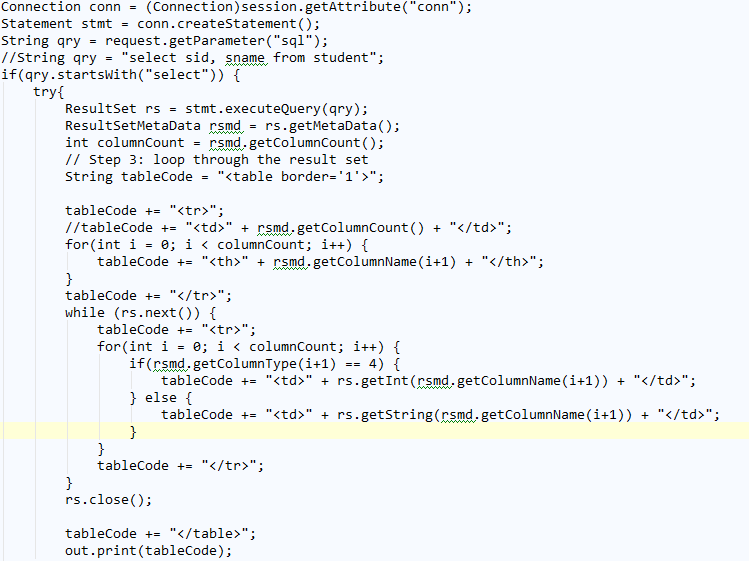 Connection conn = (Connection)session.getAttribute("conn");
Statement stmt = conn.createStatement();
String qry = request.getParameter("sql");
//String qry = "select sid, sname from student";
if(qry.startsWith("select")) {
    try{
        ResultSet rs = stmt.executeQuery(qry);
        ResultSetMetaData rsmd = rs.getMetaData();
        int columnCount = rsmd.getColumnCount();
        // Step 3: loop through the result set
        String tableCode = "<table border='1'>";

        tableCode += "<tr>";
        //tableCode += "<td>" + rsmd.getColumnCount() + "</td>";
        for(int i = 0; i < columnCount; i++) {
            tableCode += "<th>" + rsmd.getColumnName(i+1) + "</th>";
        }
        tableCode += "</tr>";
        while (rs.next()) {
            tableCode += "<tr>";
            for(int i = 0; i < columnCount; i++) {
                if(rsmd.getColumnType(i+1) == 4) {
                    tableCode += "<td>" + rs.getInt(rsmd.getColumnName(i+1)) + "</td>";
                } else {
                    tableCode += "<td>" + rs.getString(rsmd.getColumnName(i+1)) + "</td>";
                }
            }
            tableCode += "</tr>";
        }
        rs.close();

        tableCode += "</table>";
        out.print(tableCode);